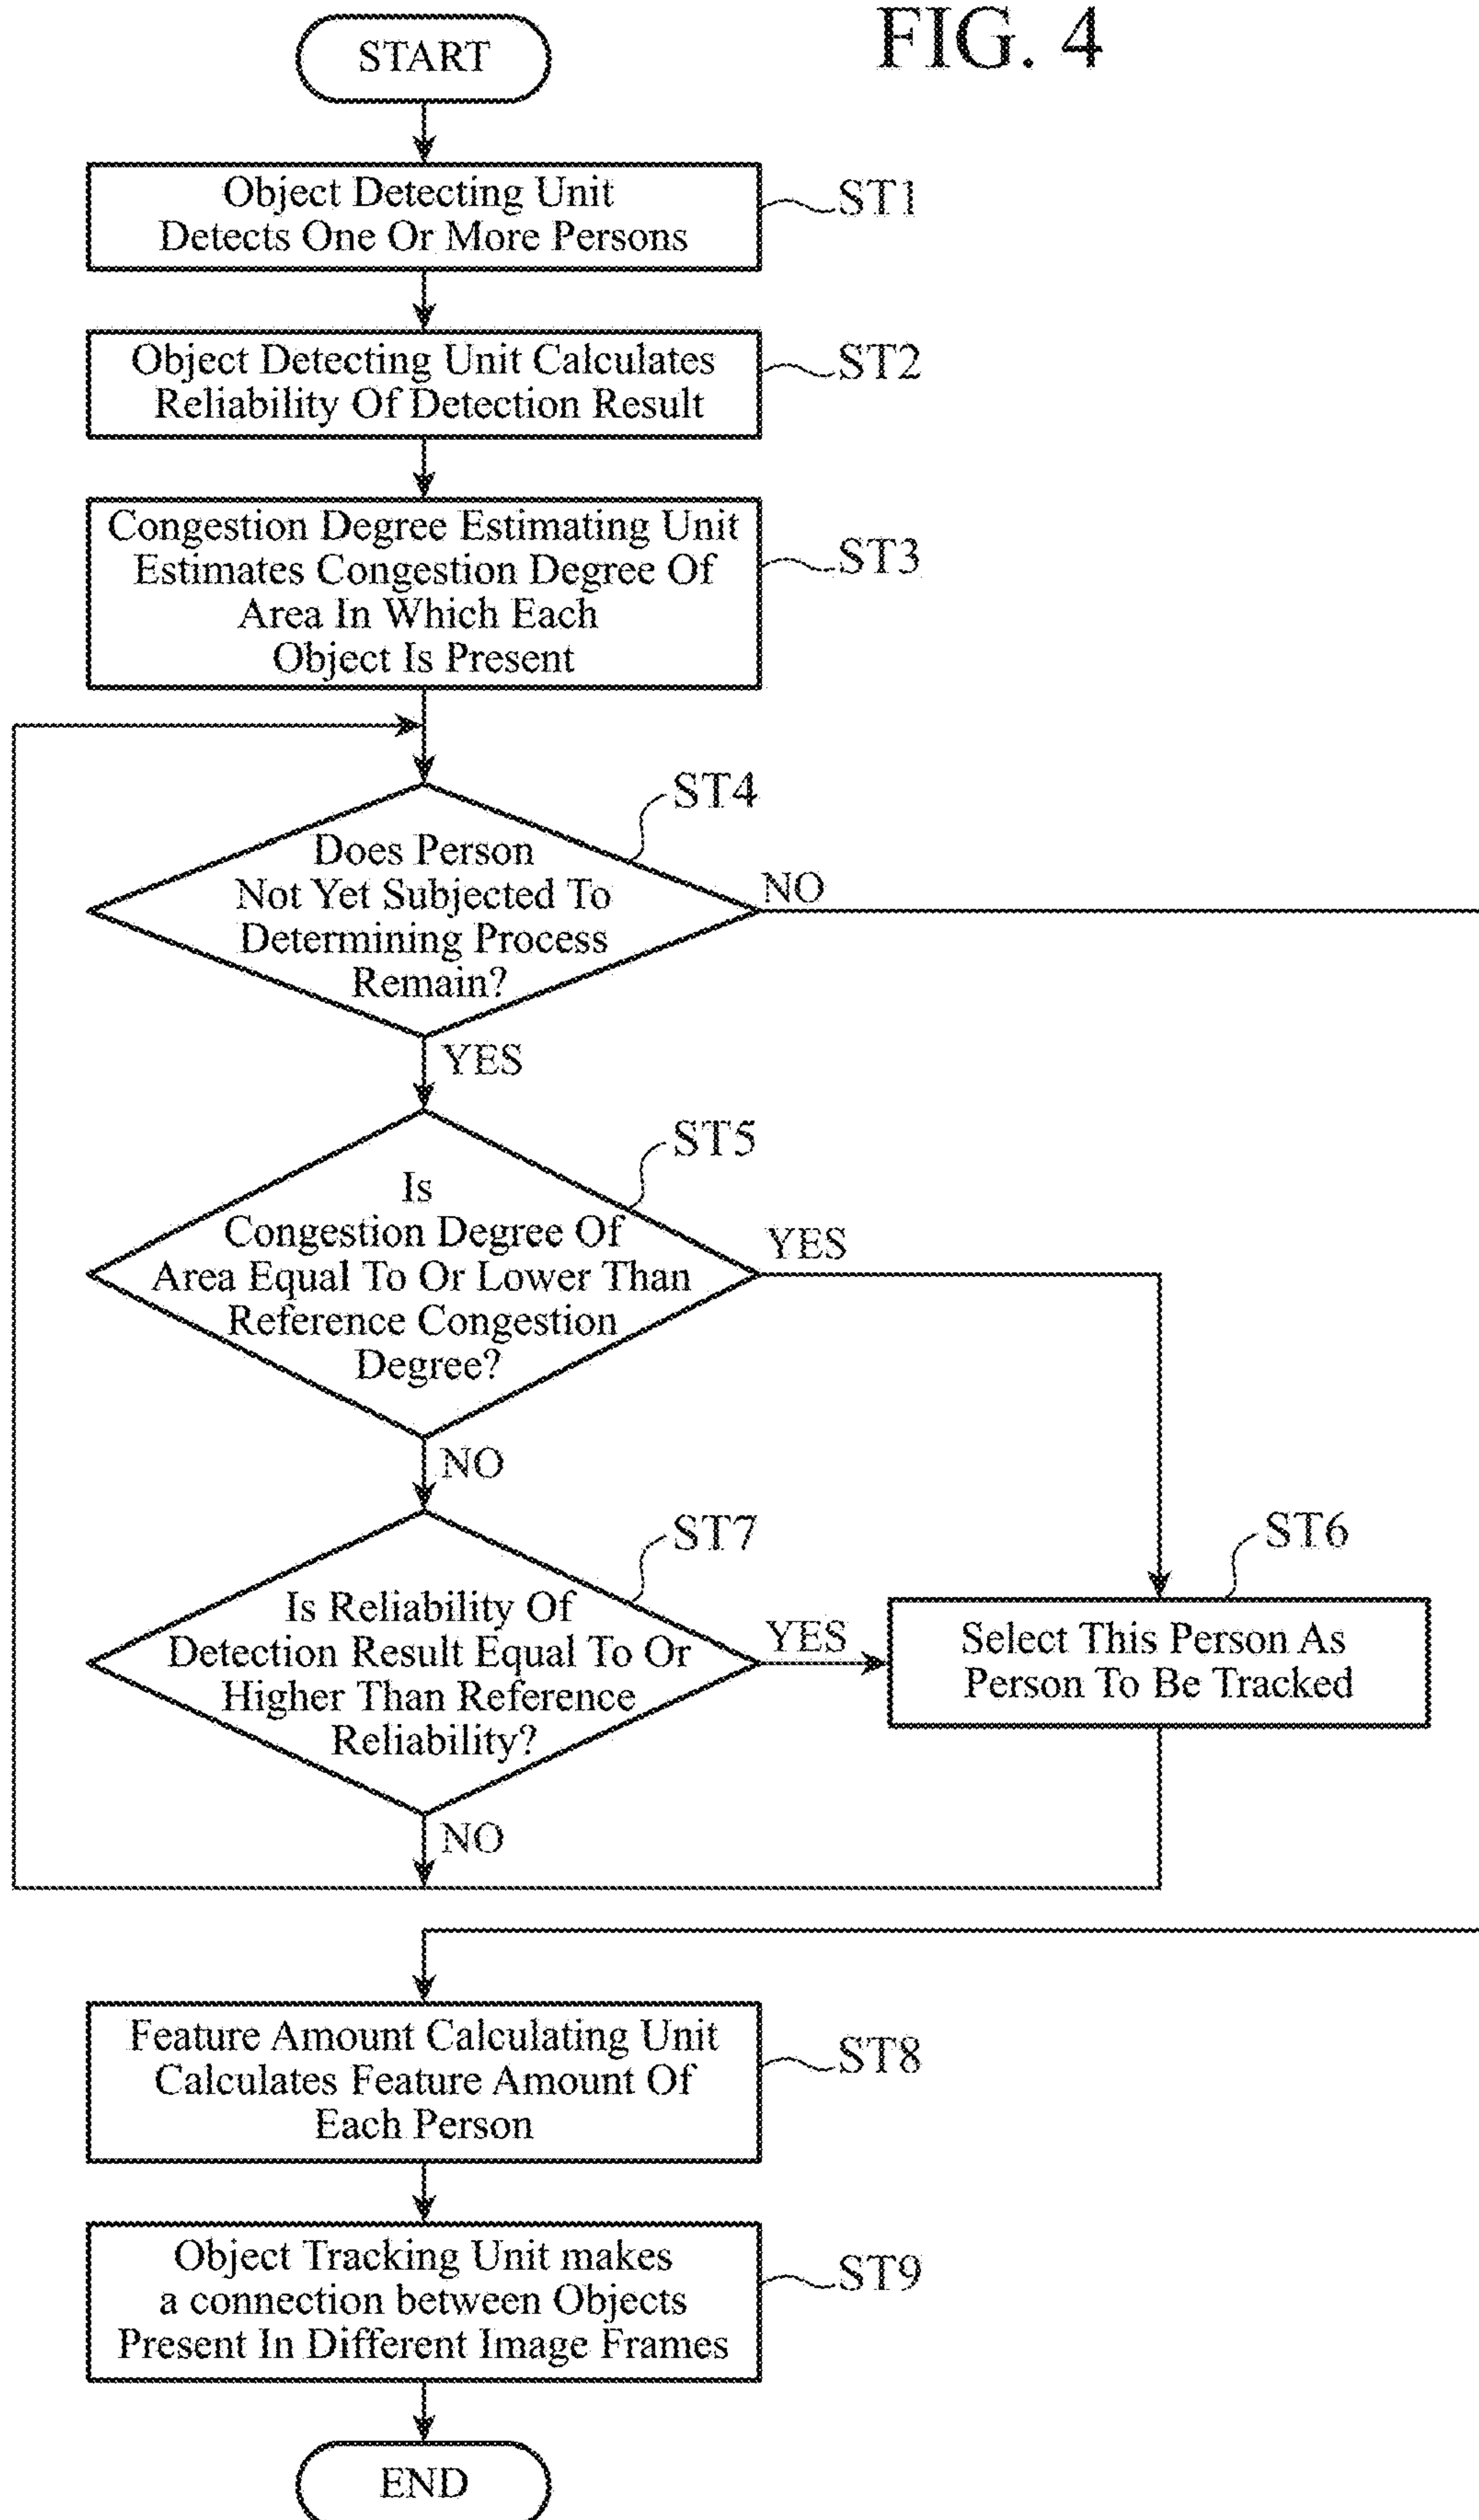 FIG. 4
START
Object Detecting Unit
Detects One Or More Persons
ST1
Object Detecting Unit Calculates
Reliability Of Detection Result
ST2
Congestion Degree Estimating Unit
Estimates Congestion Degree Of
Area In Which Each
Object Is Present
ST3
ST4
Does Person
Not Yet Subjected To
Determining Process
Remain?
NO
YES
ST5
Is
Congestion Degree Of
Area Equal To Or Lower Than
Reference Congestion
Degree?
YES
NO
ST7
Is Reliability Of
Detection Result Equal To Or
Higher Than Reference
Reliability?
YES
NO
ST6
Select This Person As
Person To Be Tracked
Feature Amount Calculating Unit
Calculates Feature Amount Of
Each Person
ST8
Object Tracking Unit makes
a connection between Objects
Present In Different Image Frames
ST9
END